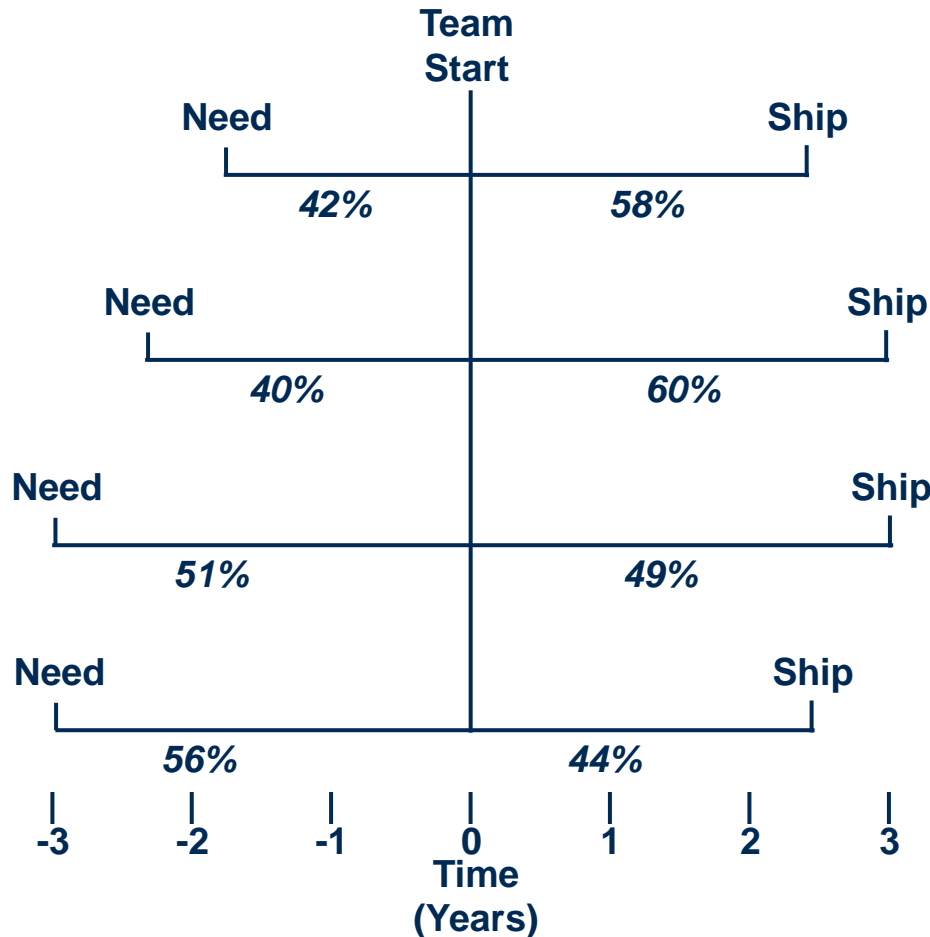 Team
Start
Need Ship
42% 58%
Need Ship
40% 60%
Need Ship
51% 49%
Need Ship
56% 44%
-3 -2 -1 0 1 2 3
Time
(Years)